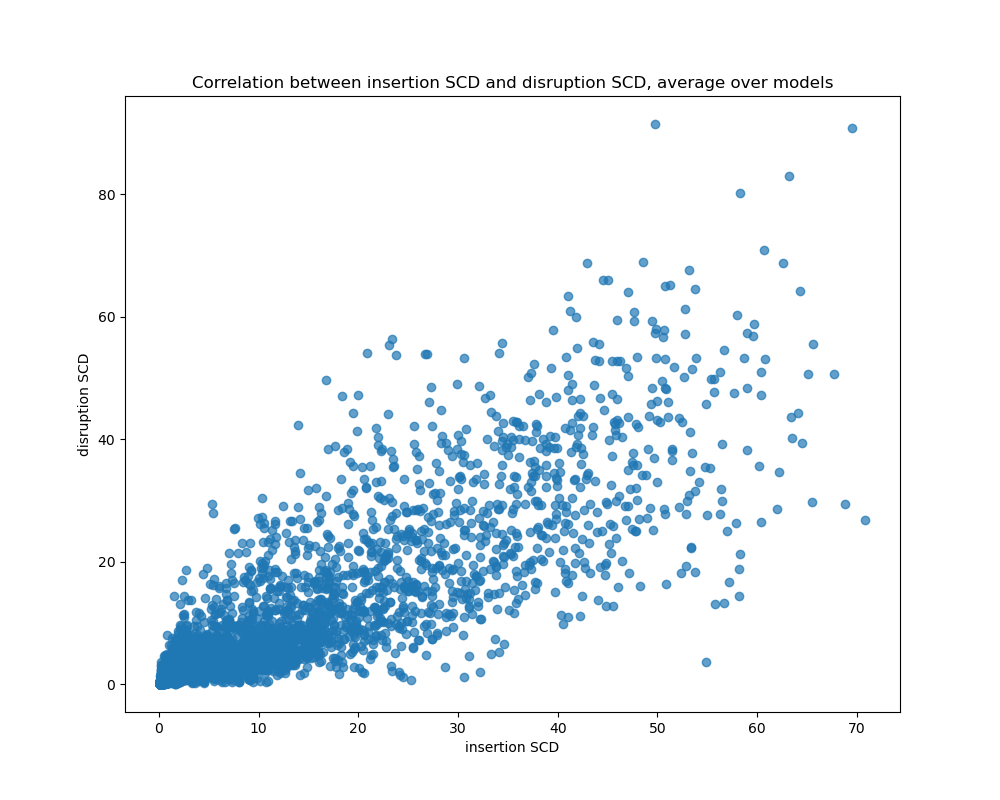 Correlation between insertion SCD and disruption SCD, average over models
disruption SCD
80
60
40
20
0
0 10 20 30 40 50 60 70
insertion SCD